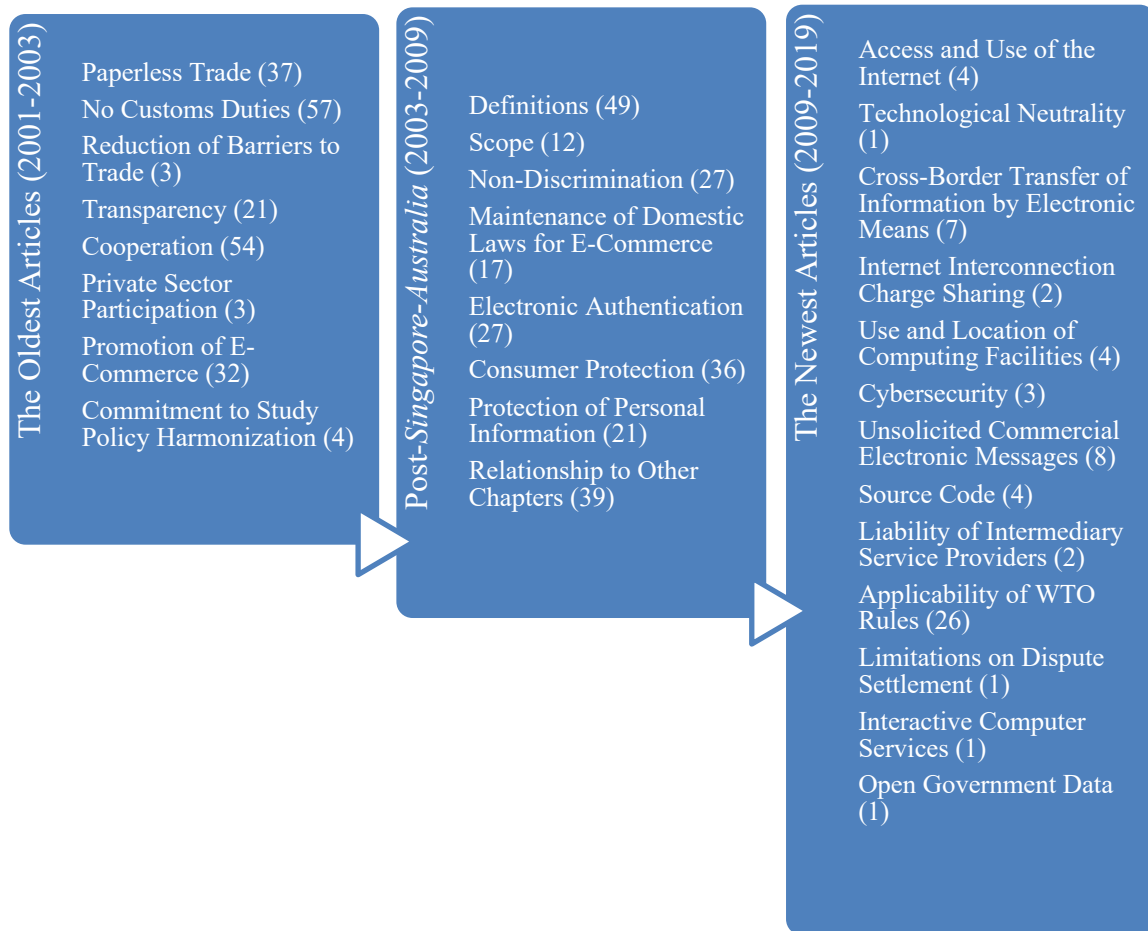 The Oldest Articles (2001-2003)
Paperless Trade (37)
No Customs Duties (57)
Reduction of Barriers to
Trade (3)
Transparency (21)
Cooperation (54)
Private Sector
Participation (3)
Promotion of E-
Commerce (32)
Commitment to Study
Policy Harmonization (4)
Post-Singapore-Australia (2003-2009)
Definitions (49)
Scope (12)
Non-Discrimination (27)
Maintenance of Domestic
Laws for E-Commerce
(17)
Electronic Authentication
(27)
Consumer Protection (36)
Protection of Personal
Information (21)
Relationship to Other
Chapters (39)
The Newest Articles (2009-2019)
Access and Use of the
Internet (4)
Technological Neutrality
(1)
Cross-Border Transfer of
Information by Electronic
Means (7)
Internet Interconnection
Charge Sharing (2)
Use and Location of
Computing Facilities (4)
Cybersecurity (3)
Unsolicited Commercial
Electronic Messages (8)
Source Code (4)
Liability of Intermediary
Service Providers (2)
Applicability of WTO
Rules (26)
Limitations on Dispute
Settlement (1)
Interactive Computer
Services (1)
Open Government Data
(1)